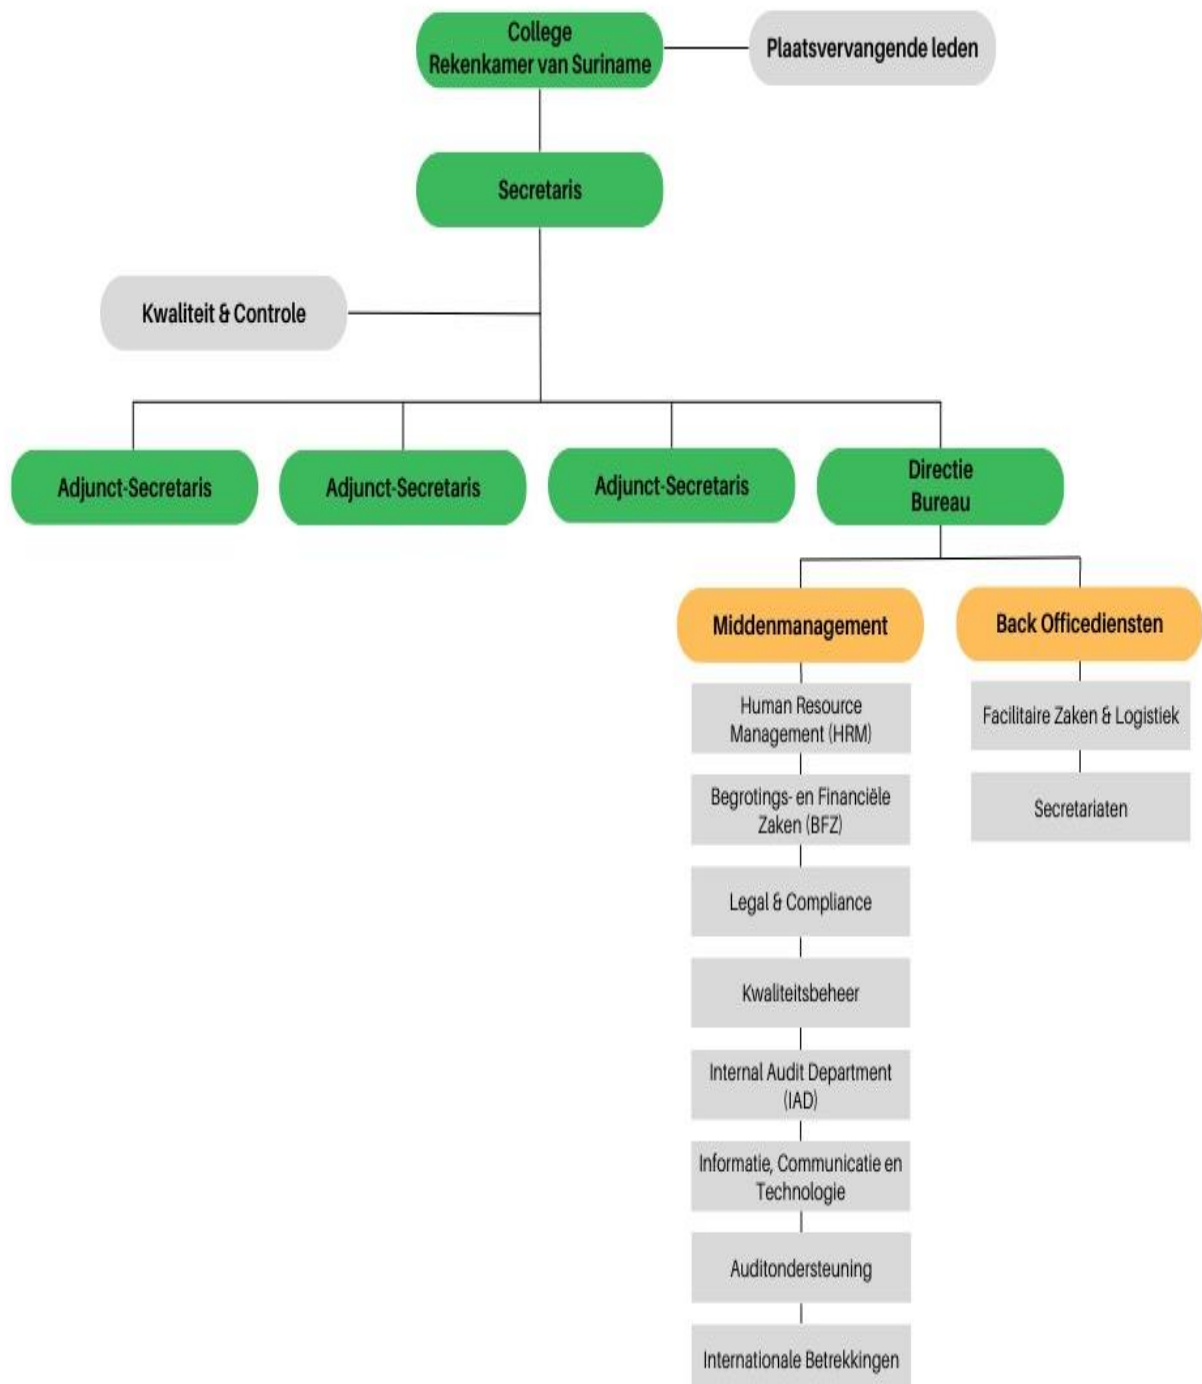 College
Rekenkamer van Suriname
Plaatsvervangende leden
Secretaris
Kwaliteit & Controle
Adjunct-Secretaris
Adjunct-Secretaris
Adjunct-Secretaris
Directie
Bureau
Middenmanagement
Back Officediensten
Human Resource
Management (HRM)
Facilitaire Zaken & Logistiek
Begrotings- en Financiële
Zaken (BFZ)
Secretariaten
Legal & Compliance
Kwaliteitsbeheer
Internal Audit Department
(IAD)
Informatie, Communicatie en
Technologie
Auditondersteuning
Internationale Betrekkingen